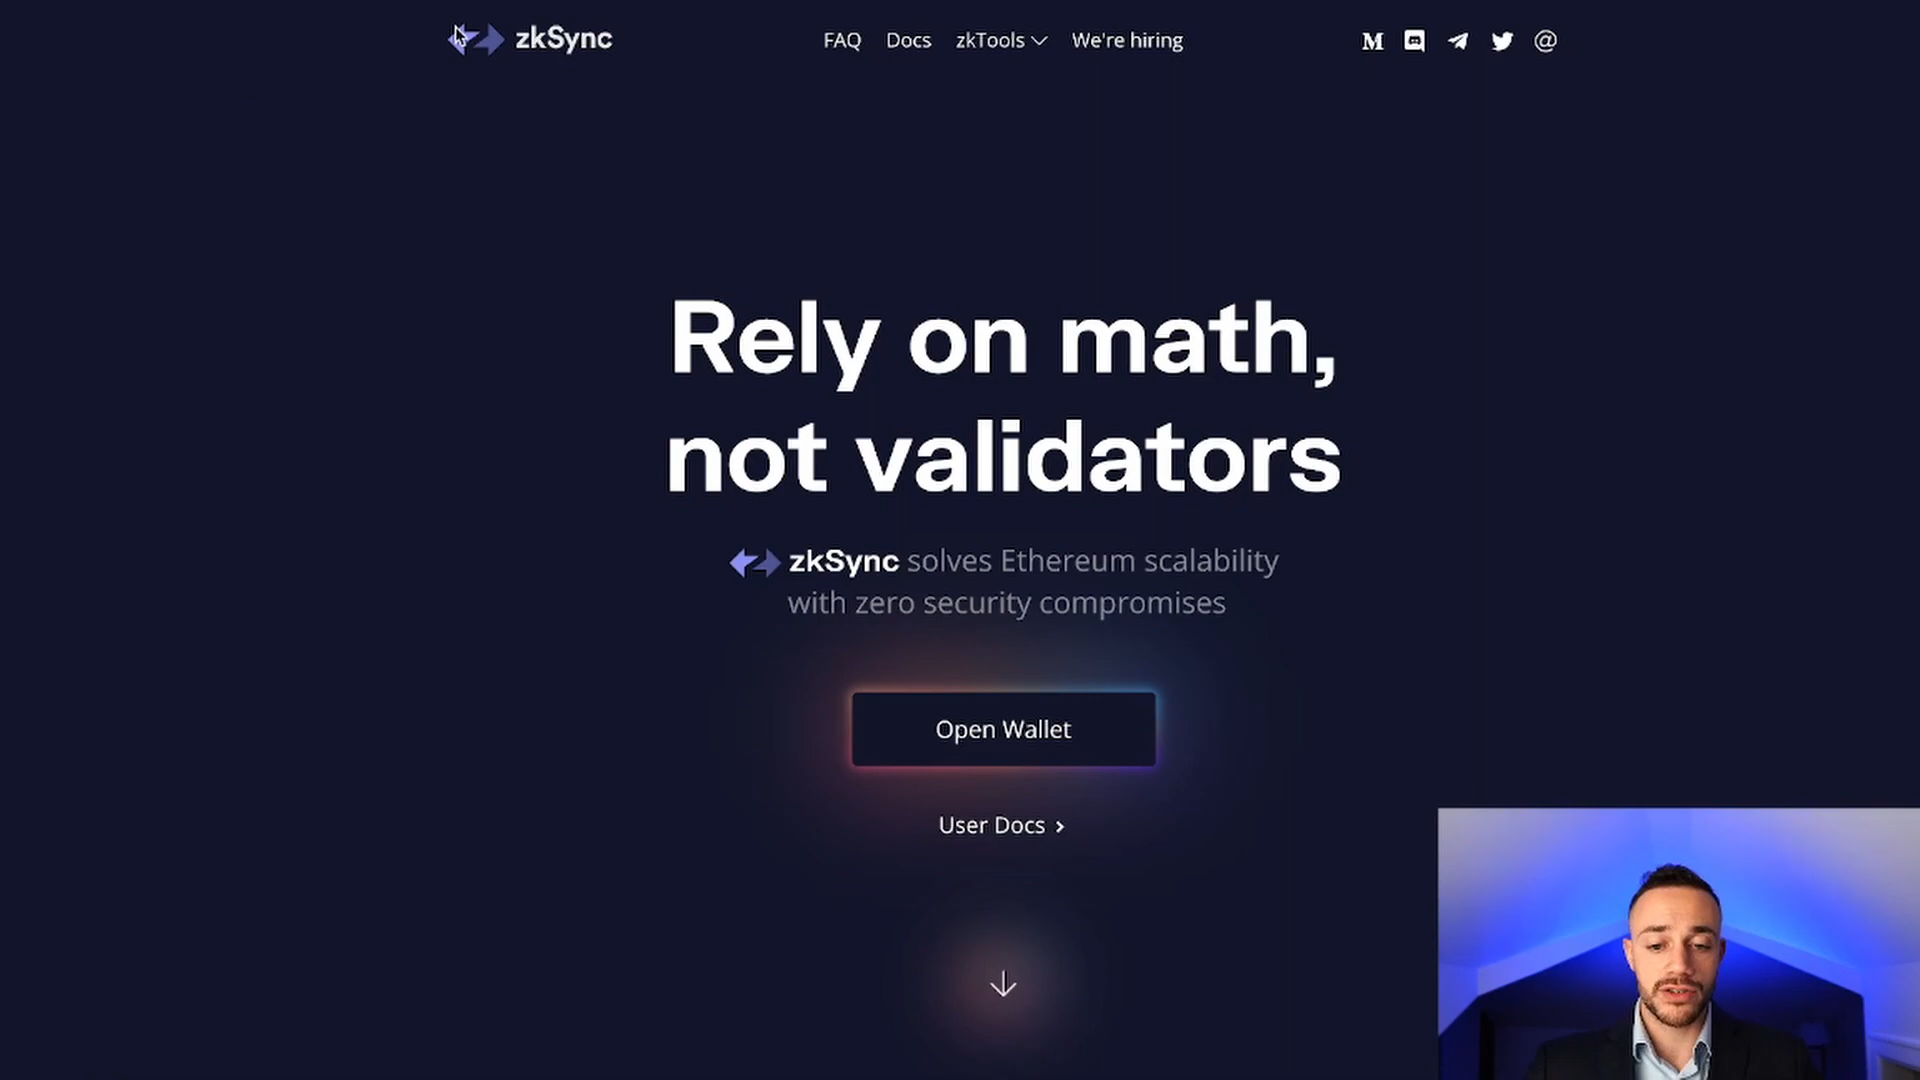 zkSync
FAQ
Docs
zkTools
We're hiring
Rely on math,
not validators
zkSync solves Ethereum scalability
with zero security compromises
Open Wallet
User Docs